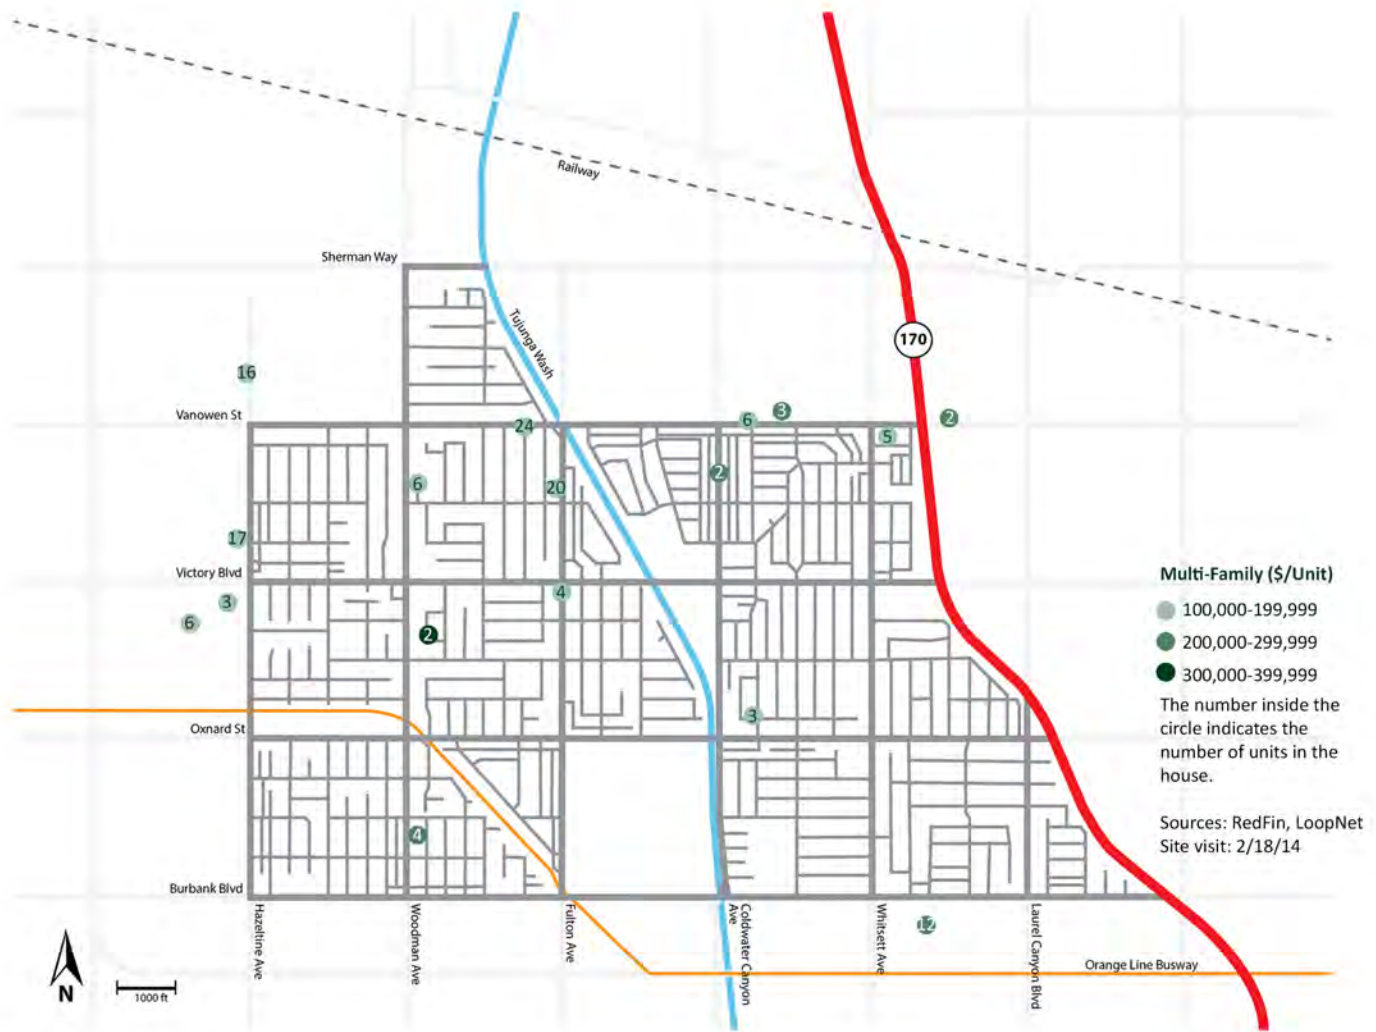 Railway
Sherman Way
Tujunga Wash
170
16
Vanowen St
24
6
3
2
5
2
6
20
17
Victory Blvd
3
6
4
2
3
Oxnard St
4
Burbank Blvd
12
Hazeltine Ave
Woodman Ave
Fulton Ave
Coldwater Canyon
Ave
Whitsett Ave
Laurel Canyon Blvd
Orange Line Busway
N
1000 ft
Multi-Family ($/Unit)
100,000-199,999
200,000-299,999
300,000-399,999
The number inside the
circle indicates the
number of units in the
house.
Sources: RedFin, LoopNet
Site visit: 2/18/14